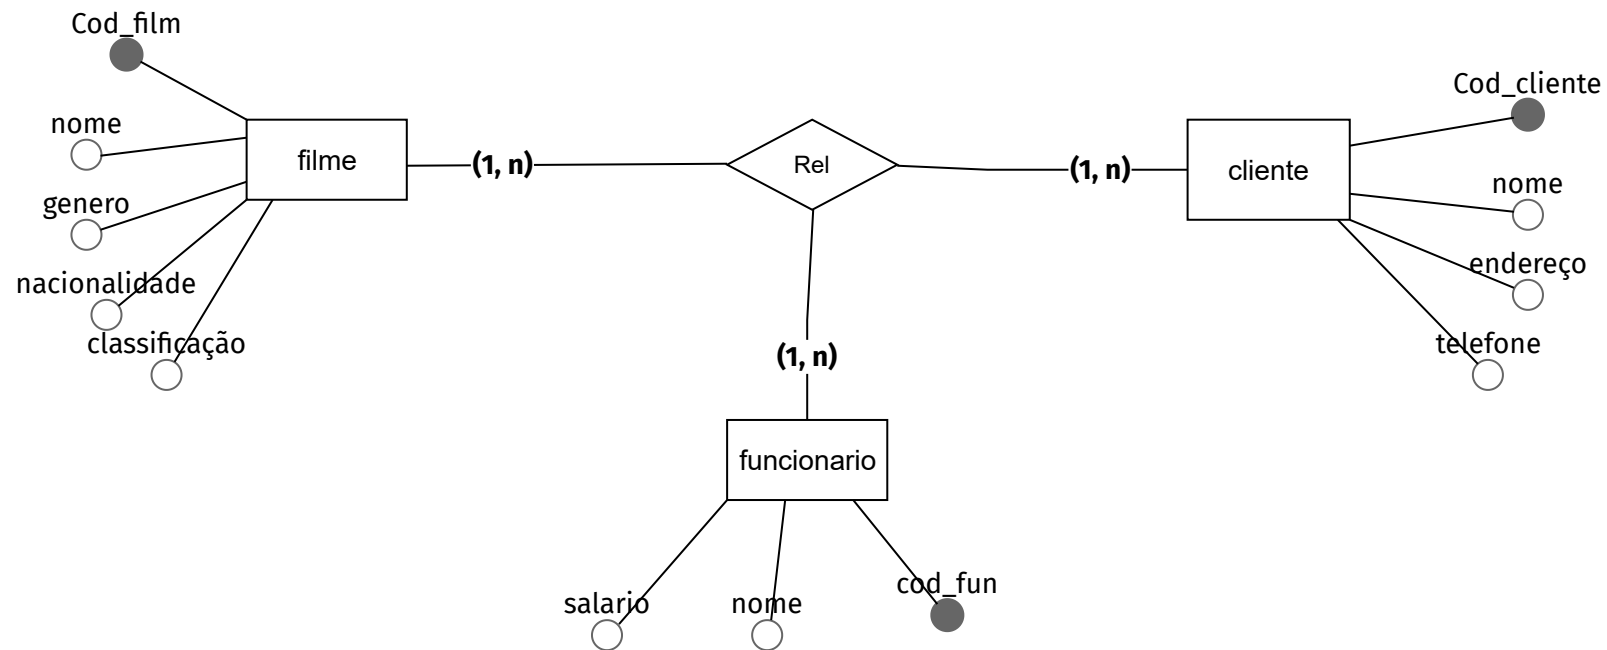 Cod_film
nome
genero
nacionalidade
classificação
filme
(1, n)
Rel
(1, n)
cliente
Cod_cliente
nome
endereço
telefone
(1, n)
funcionario
salario
nome
cod_fun